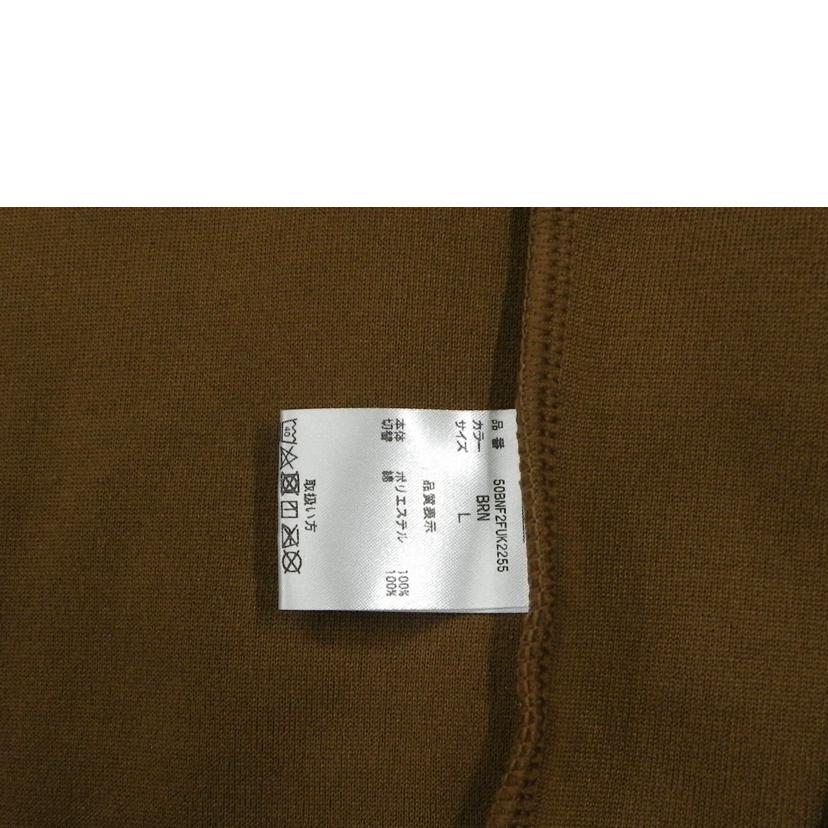 品 番 50BNF2FUK2255
カラー BRN
サイズ L
品質表示
本体 ポリエステル 100%
切替 綿 100%
取扱い方
40